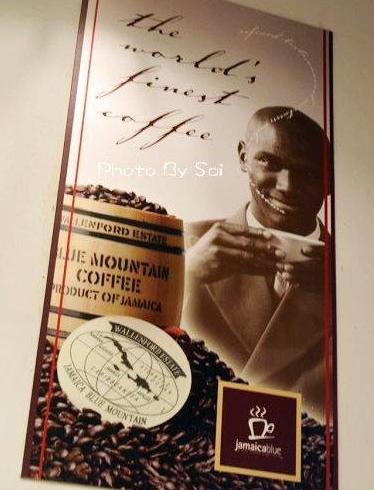 the
world's
finest
coffee
Photo By Sai
WALLENFORD ESTATE
BLUE MOUNTAIN
COFFEE
PRODUCT OF JAMAICA
WALLENFORD ESTATE
CARIBBEAN
JAMAICA BLUE MOUNTAIN
jamaicablue